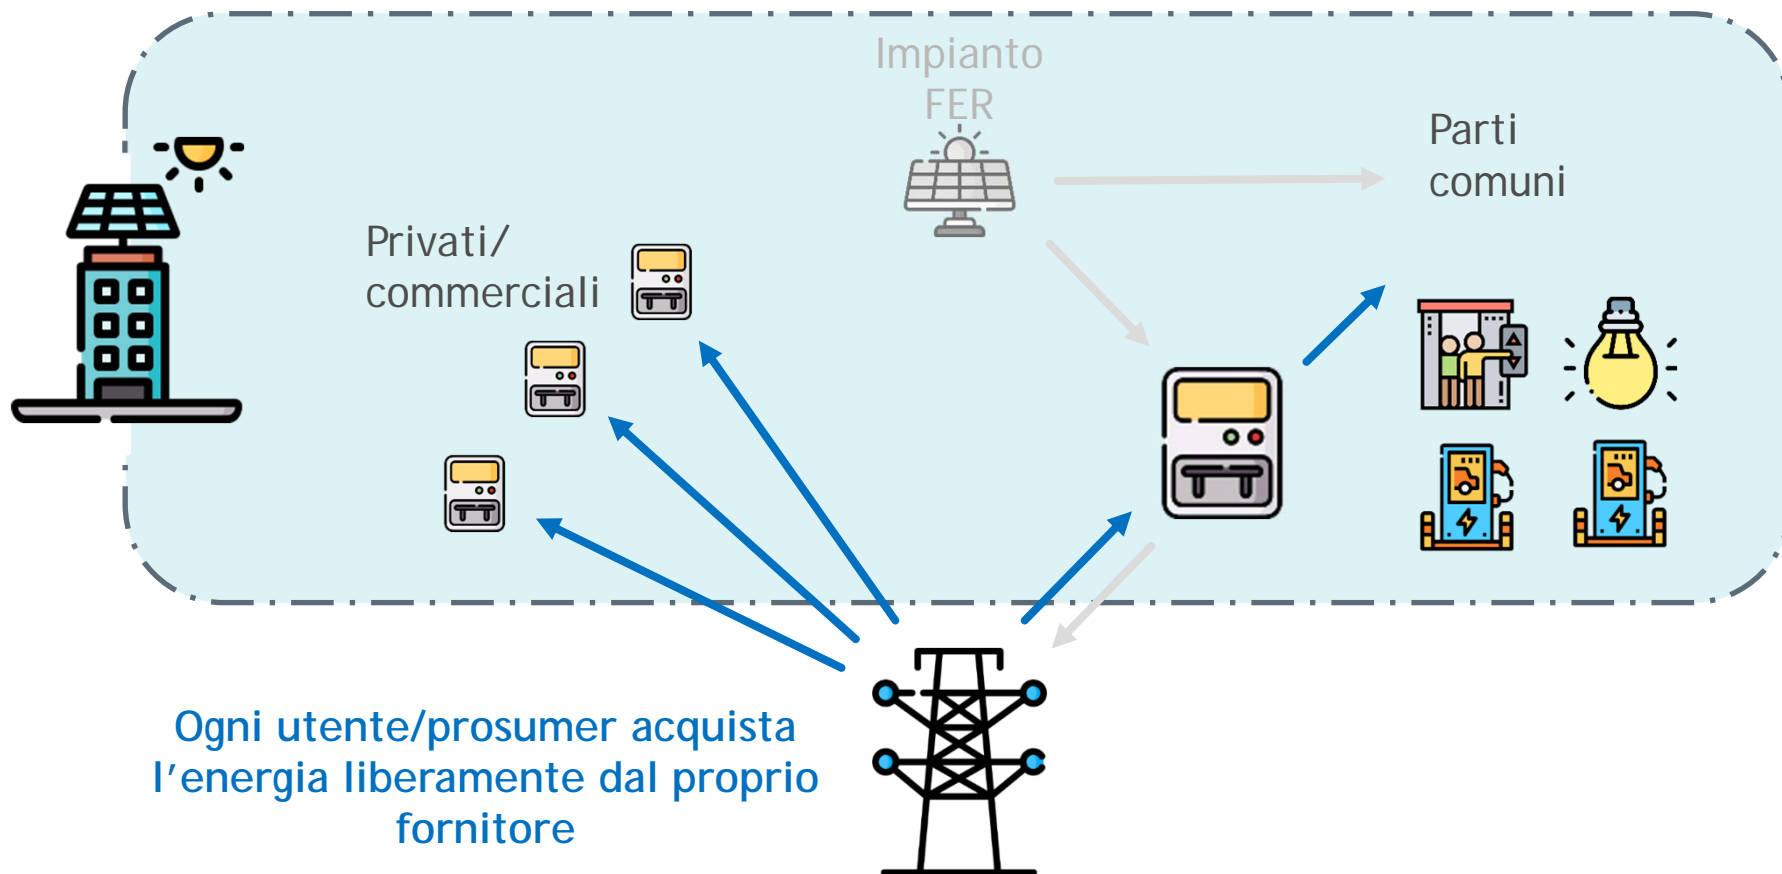 Impianto
FER
Parti
comuni
Privati/
commerciali
Ogni utente/prosumer acquista
l’energia liberamente dal proprio
fornitore